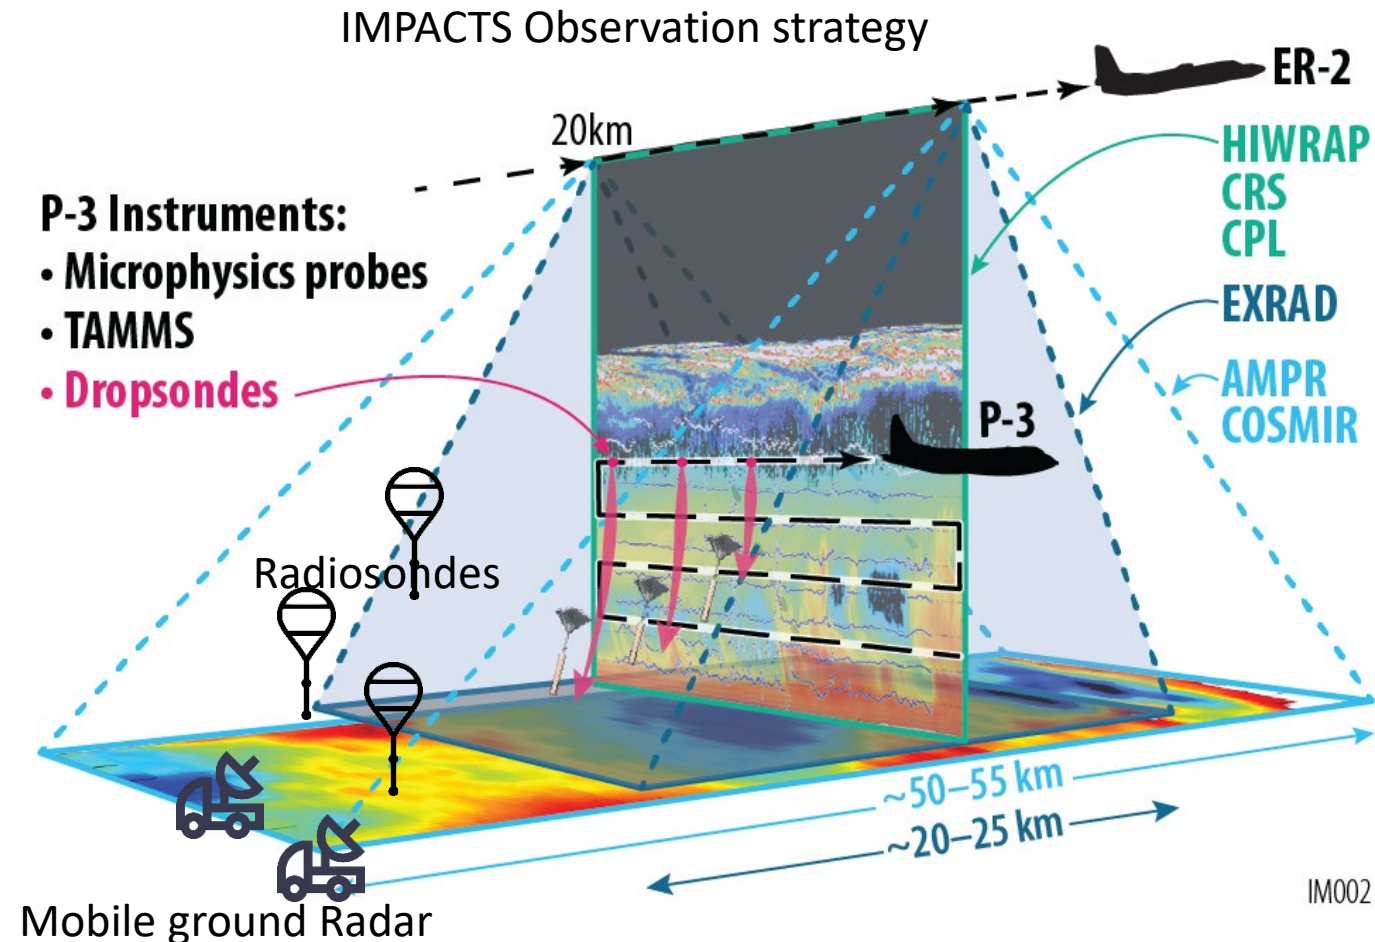 IMPACTS Observation strategy
ER-2
20km
HIWRAP
CRS
CPL
P-3 Instruments:
• Microphysics probes
• TAMMS
• Dropsondes
EXRAD
AMPR
COSMIR
P-3
Radiosondes
~50–55 km
~20–25 km
IM002
Mobile ground Radar